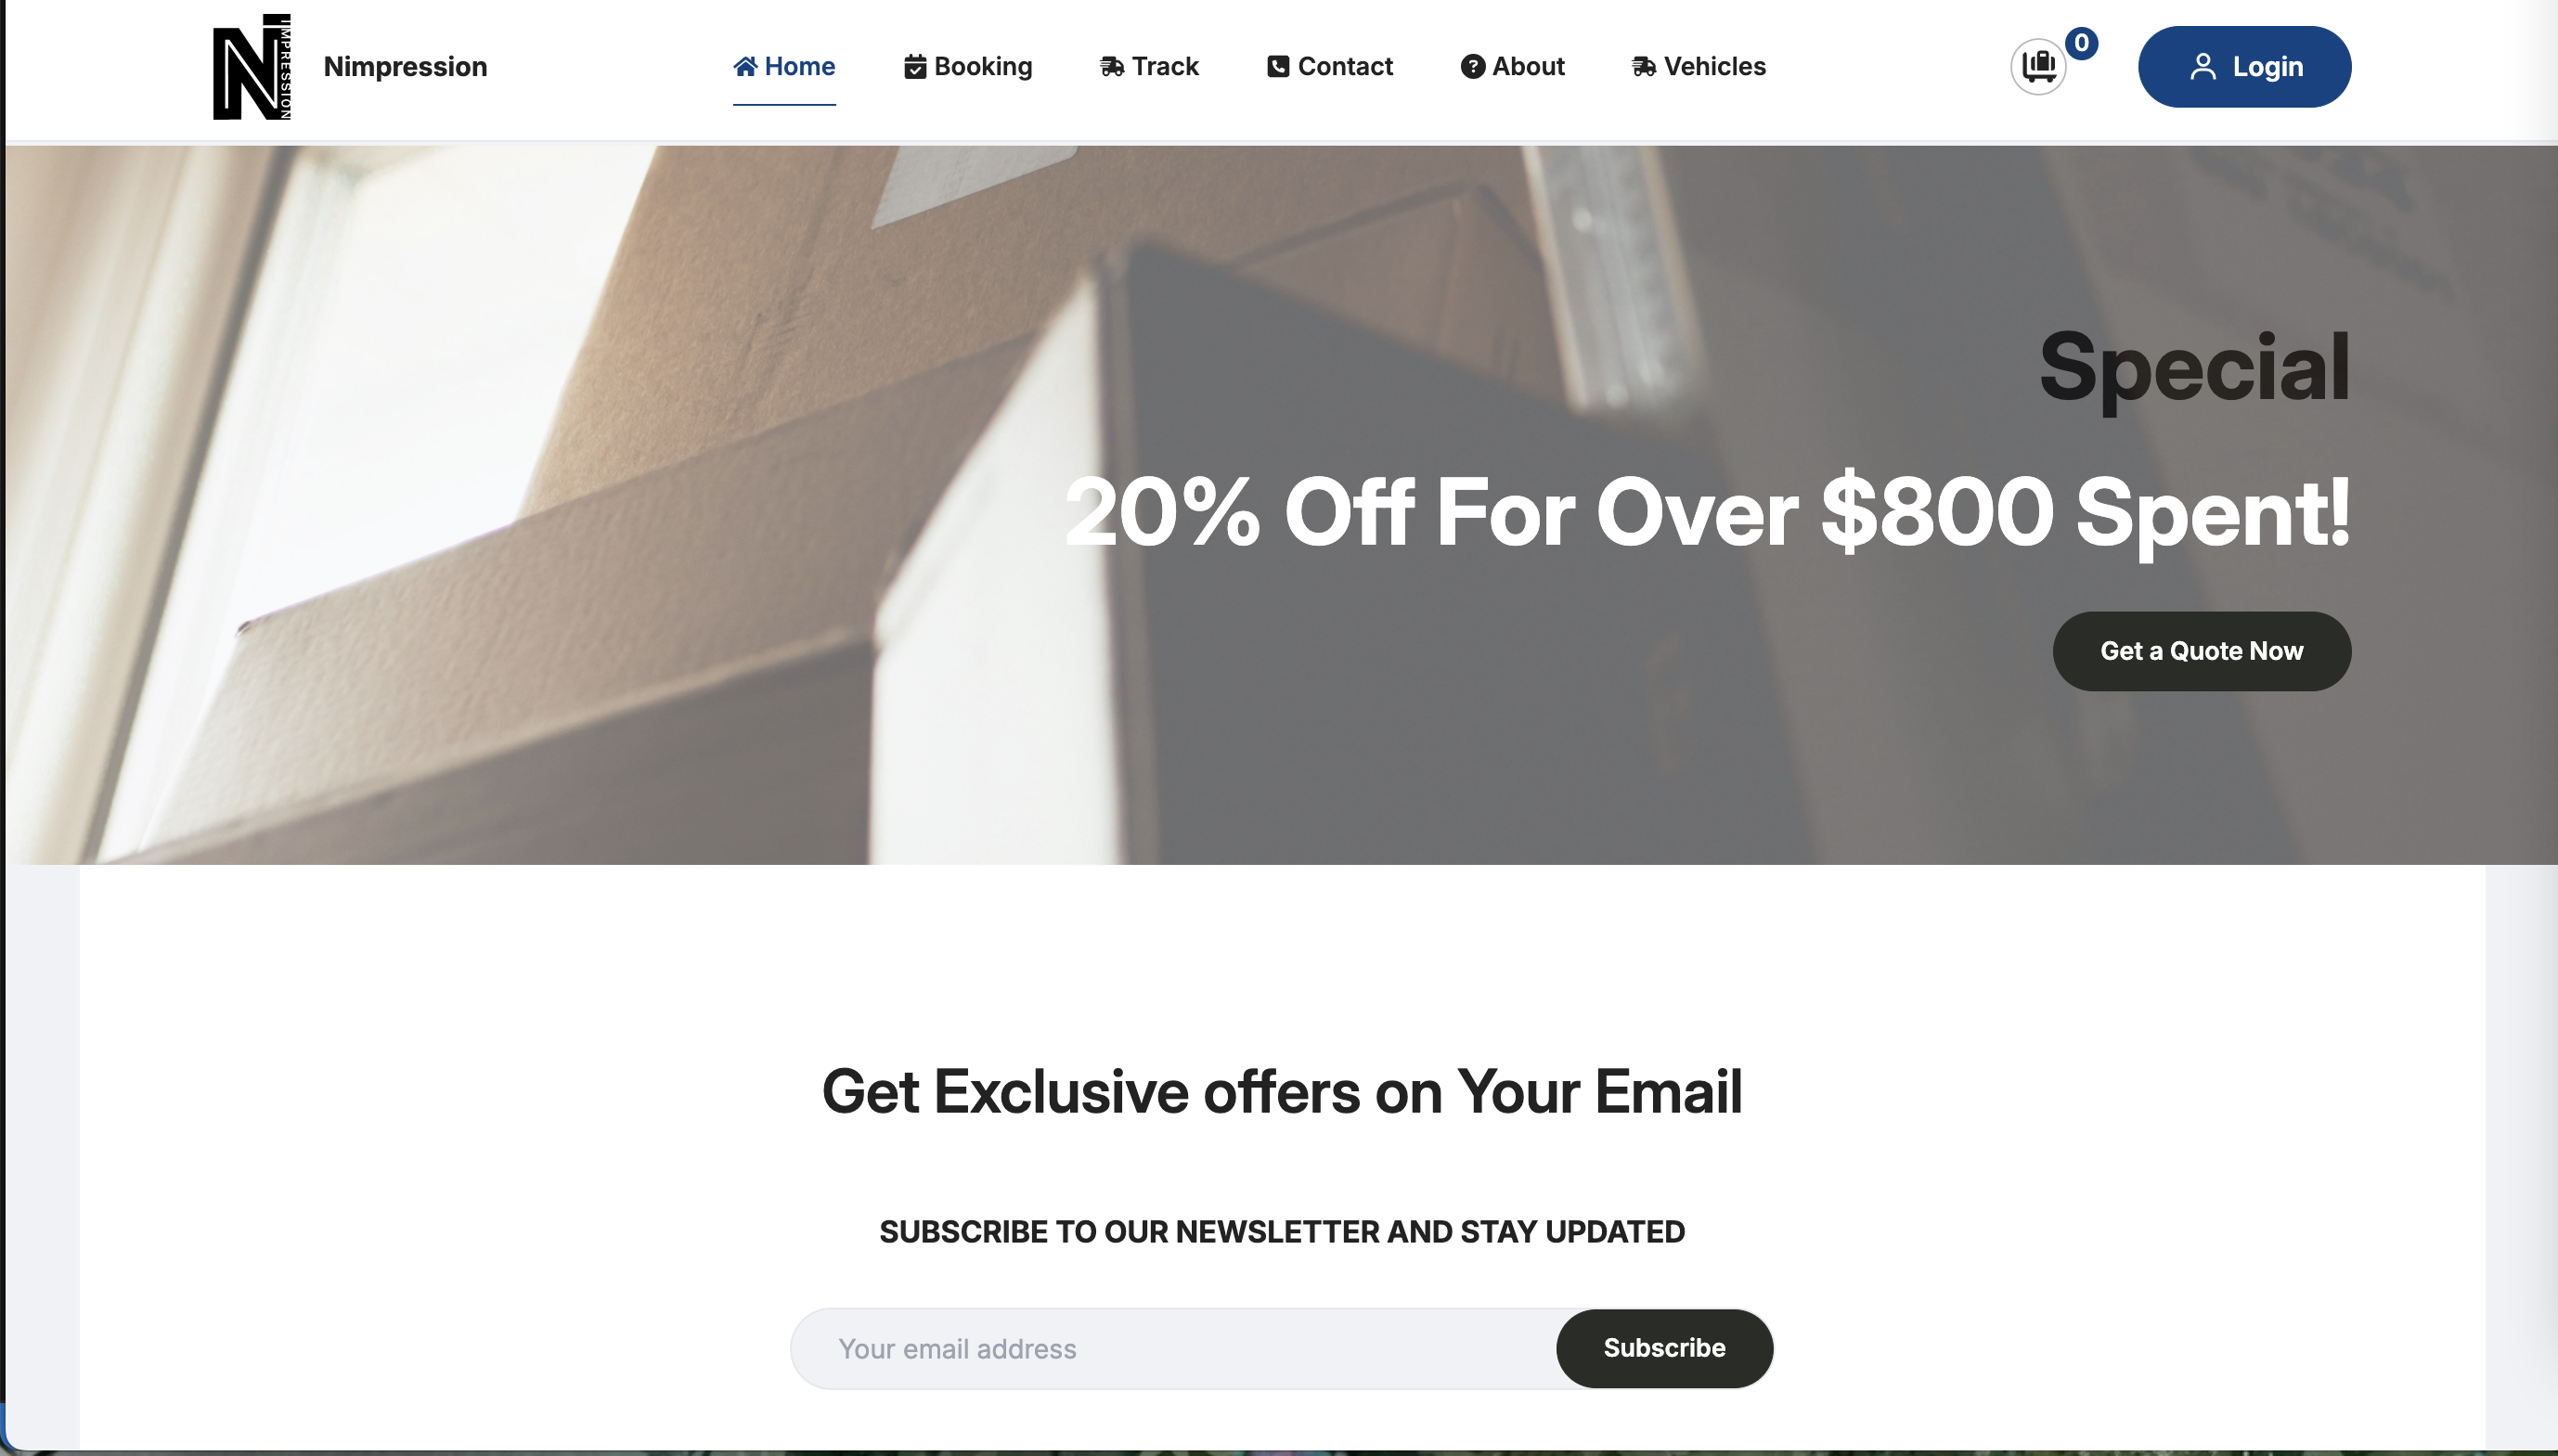 NI IMPRESSION
Nimpression
Home
Booking
Track
Contact
About
Vehicles
0
Login
Special
20% Off For Over $800 Spent!
Get a Quote Now
Get Exclusive offers on Your Email
SUBSCRIBE TO OUR NEWSLETTER AND STAY UPDATED
Your email address
Subscribe